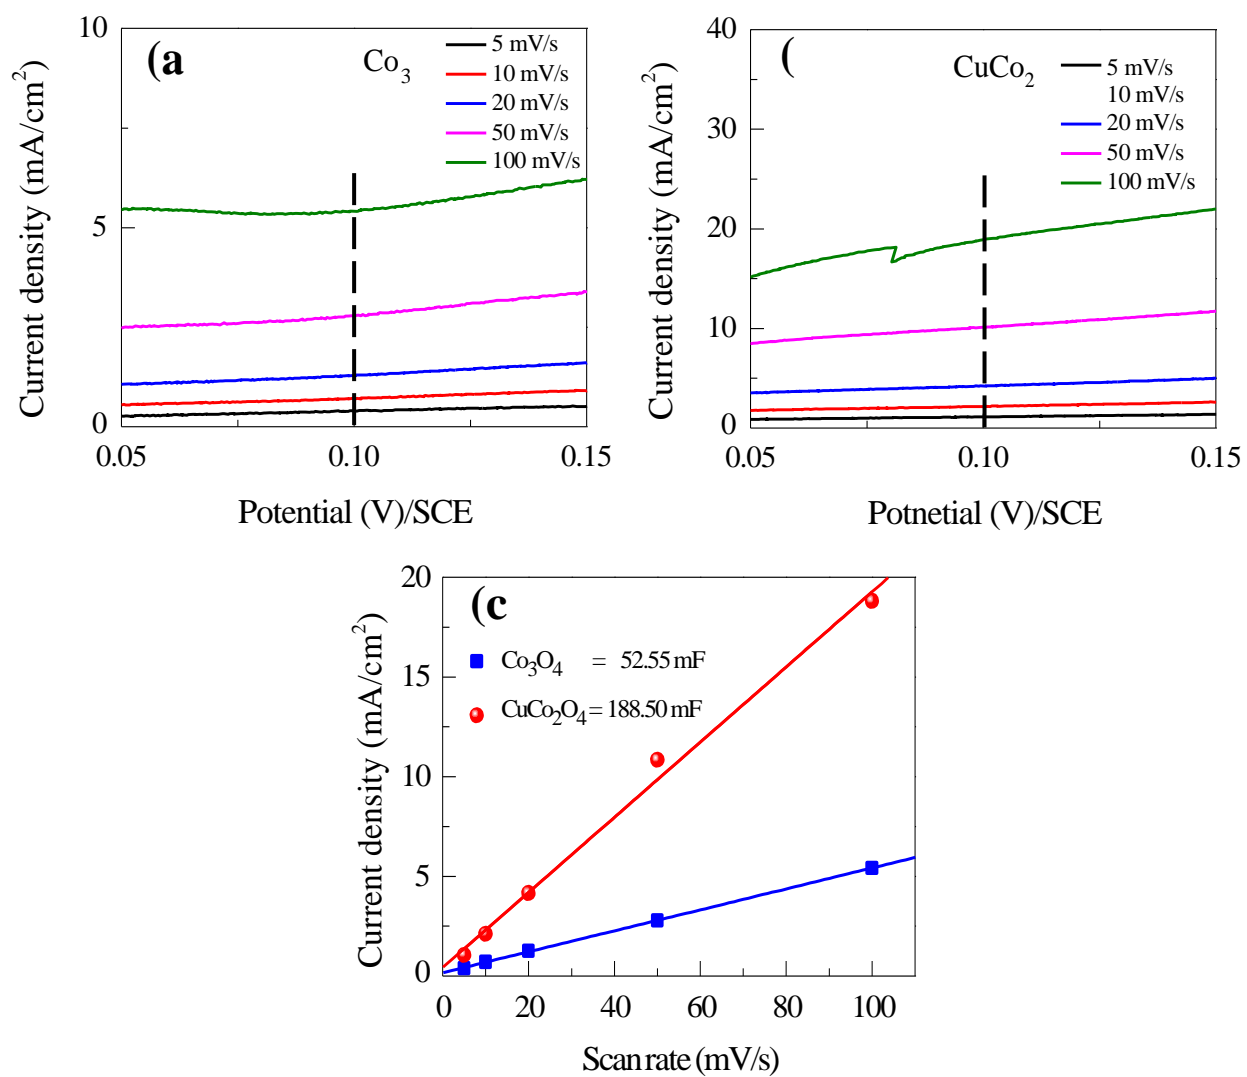 (a
Co3
5 mV/s
10 mV/s
20 mV/s
50 mV/s
100 mV/s
10
5
0
0.05 0.10 0.15
Current density (mA/cm2)
Potential (V)/SCE
(
CuCo2
5 mV/s
10 mV/s
20 mV/s
50 mV/s
100 mV/s
40
30
20
10
0
0.05 0.10 0.15
Current density (mA/cm2)
Potnetial (V)/SCE
(c
Co3O4 = 52.55 mF
CuCo2O4 = 188.50 mF
20
15
10
5
0
0 20 40 60 80 100
Current density (mA/cm2)
Scan rate (mV/s)